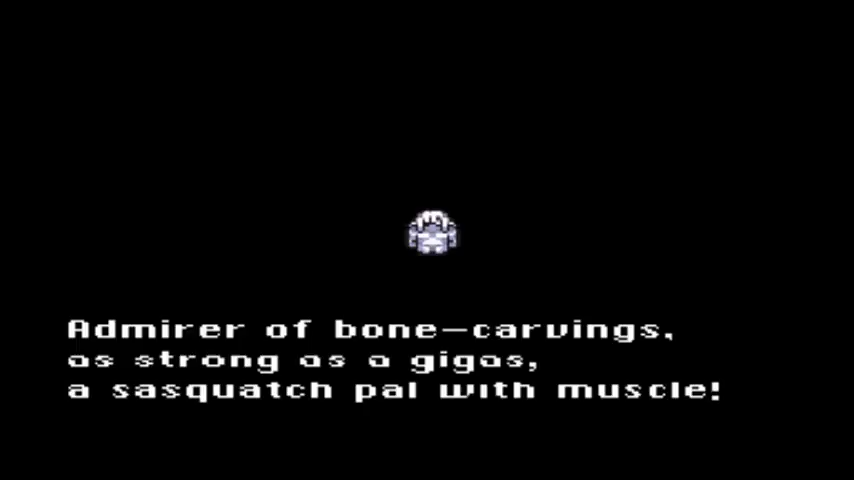 Admirer of bone-carvings,
as strong as a gigas,
a sasquatch pal with muscle!